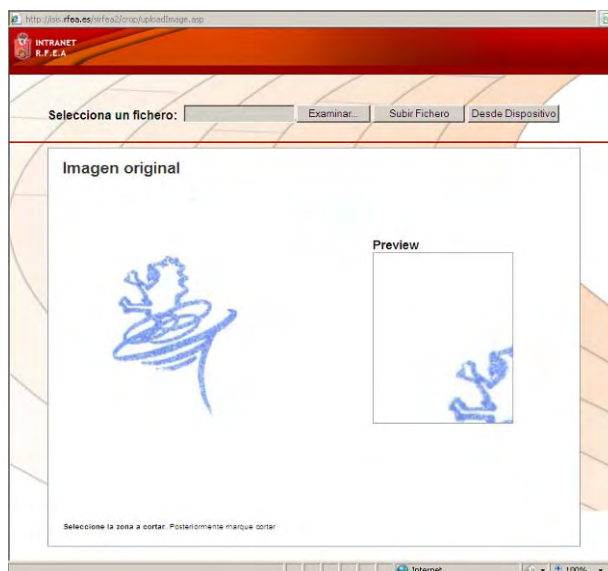 http://isis.rfea.es/sirfea2/crop/uploadImage.asp
INTRANET
R.F.E.A
Selecciona un fichero: Examinar... Subir Fichero Desde Dispositivo
Imagen original
Preview
Seleccione la zona a cortar. Posteriormente marque cortar
Internet 100%